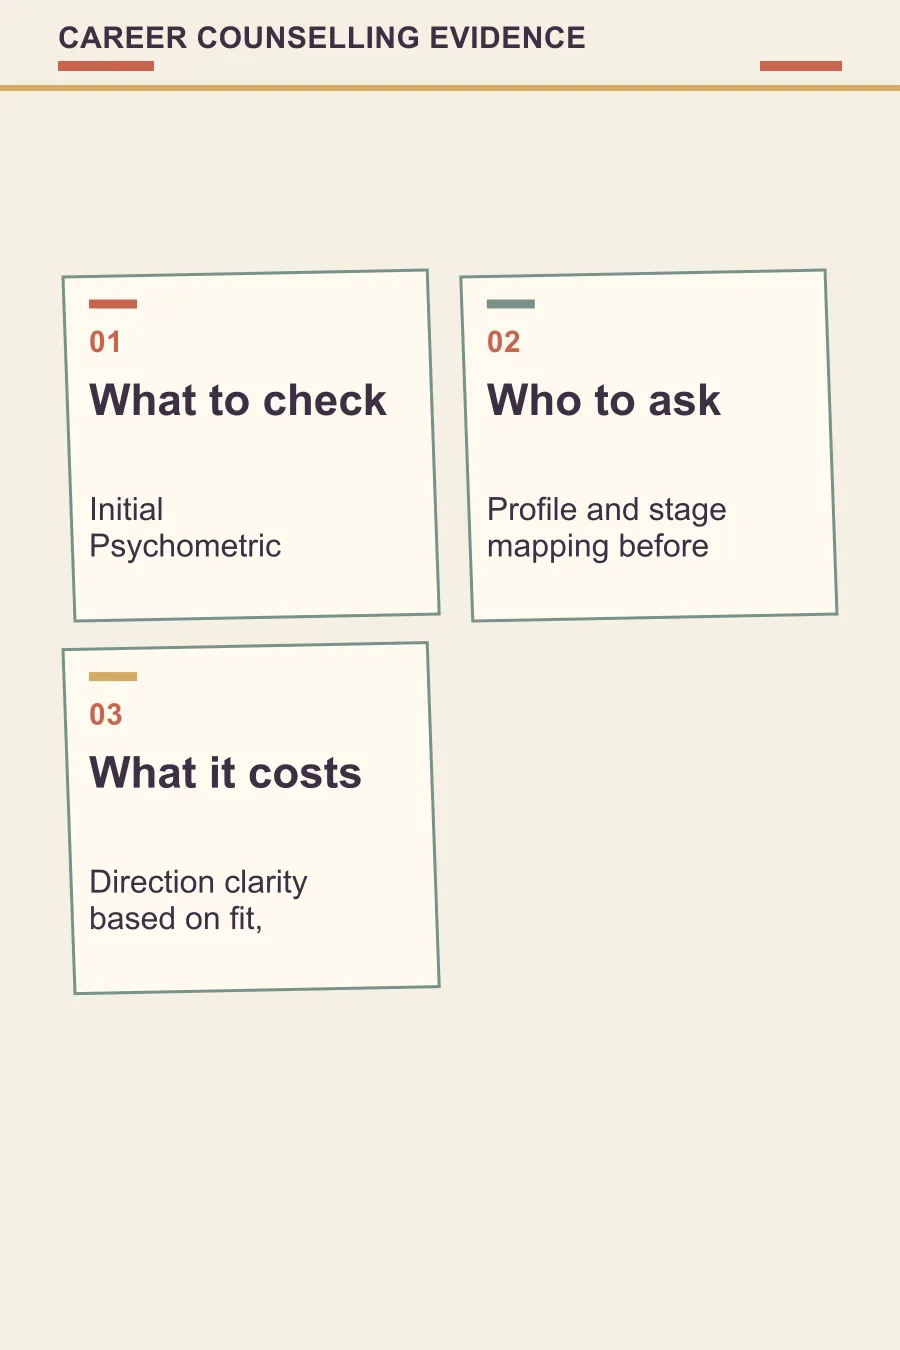 CAREER COUNSELLING EVIDENCE
01
What to check
Initial
Psychometric
02
Who to ask
Profile and stage
mapping before
03
What it costs
Direction clarity
based on fit,